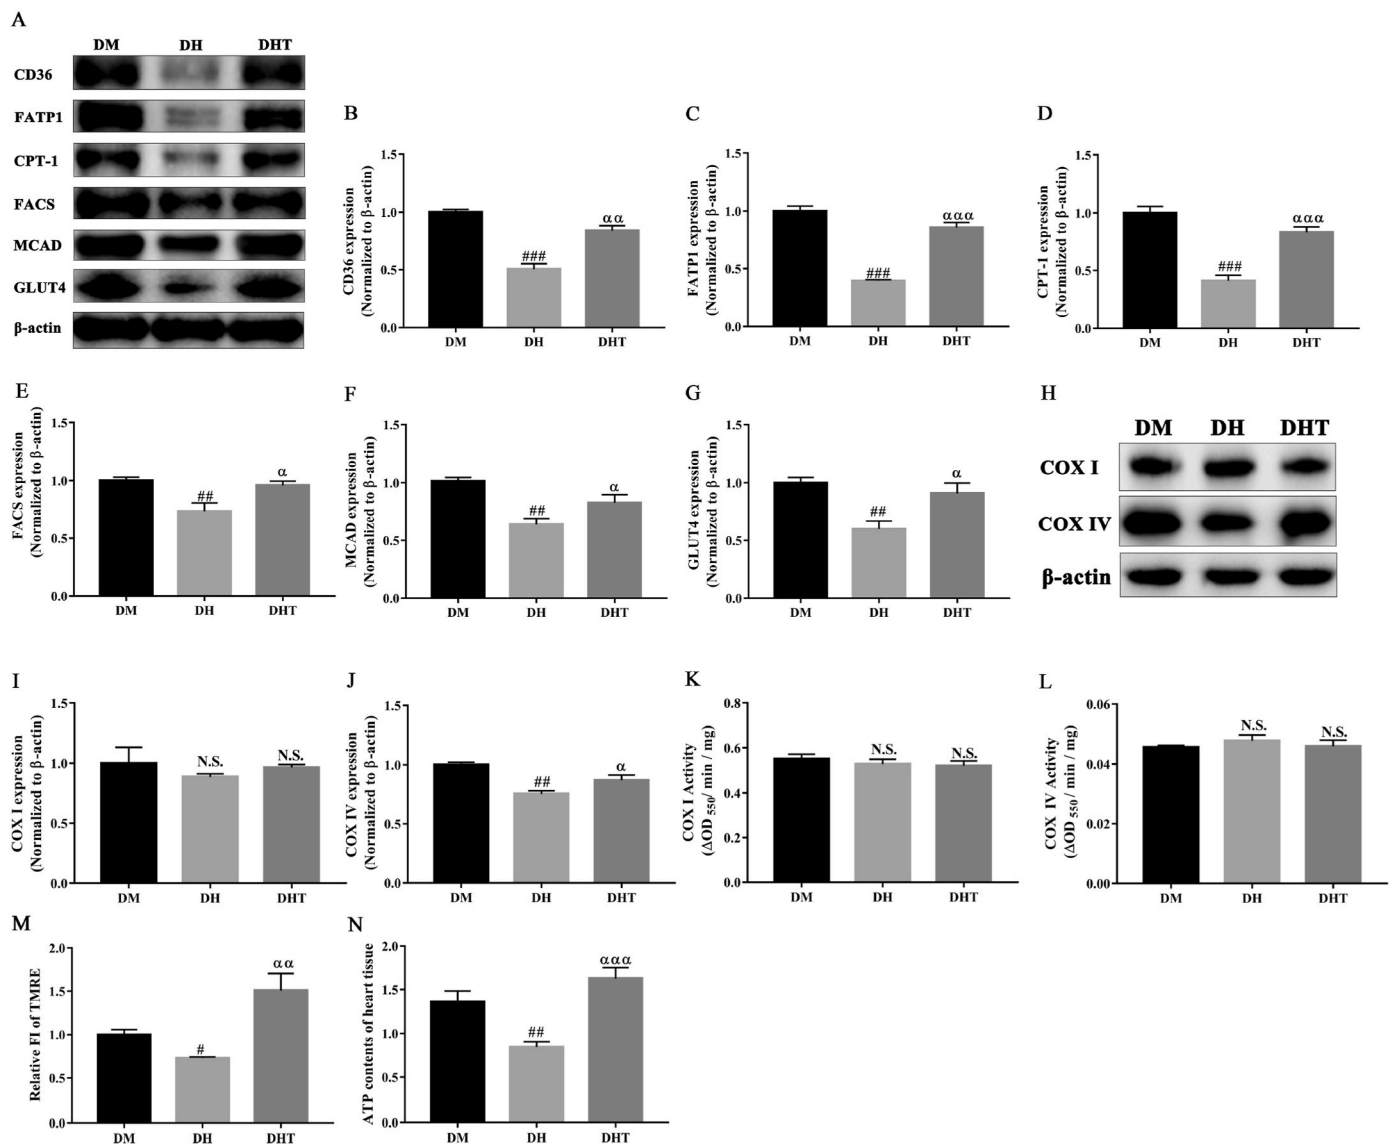 A
DM DH DHT
CD36
FATP1
CPT-1
FACS
MCAD
GLUT4
β-actin
B
CD36 expression
(Normalized to β-actin)
1.5
1.0
0.5
0.0
###
αα
DM DH DHT
C
FATP1 expression
(Normalized to β-actin)
1.5
1.0
0.5
0.0
###
ααα
DM DH DHT
D
CPT-1 expression
(Normalized to β-actin)
1.5
1.0
0.5
0.0
###
ααα
DM DH DHT
E
FACS expression
(Normalized to β-actin)
1.5
1.0
0.5
0.0
##
α
DM DH DHT
F
MCAD expression
(Normalized to β-actin)
1.5
1.0
0.5
0.0
##
α
DM DH DHT
G
GLUT4 expression
(Normalized to β-actin)
1.5
1.0
0.5
0.0
##
α
DM DH DHT
H
DM DH DHT
COX I
COX IV
β-actin
I
COX I expression
(Normalized to β-actin)
1.5
1.0
0.5
0.0
N.S.
N.S.
DM DH DHT
J
COX IV expression
(Normalized to β-actin)
1.5
1.0
0.5
0.0
##
α
DM DH DHT
K
COX I Activity
(ΔOD 550/ min / mg)
0.8
0.6
0.4
0.2
0.0
N.S.
N.S.
DM DH DHT
L
COX IV Activity
(ΔOD 550 / min / mg)
0.06
0.04
0.02
0.00
N.S.
N.S.
DM DH DHT
M
Relative FI of TMRE
2.0
1.5
1.0
0.5
0.0
#
αα
DM DH DHT
N
ATP contents of heart tissue
2.0
1.5
1.0
0.5
0.0
##
ααα
DM DH DHT